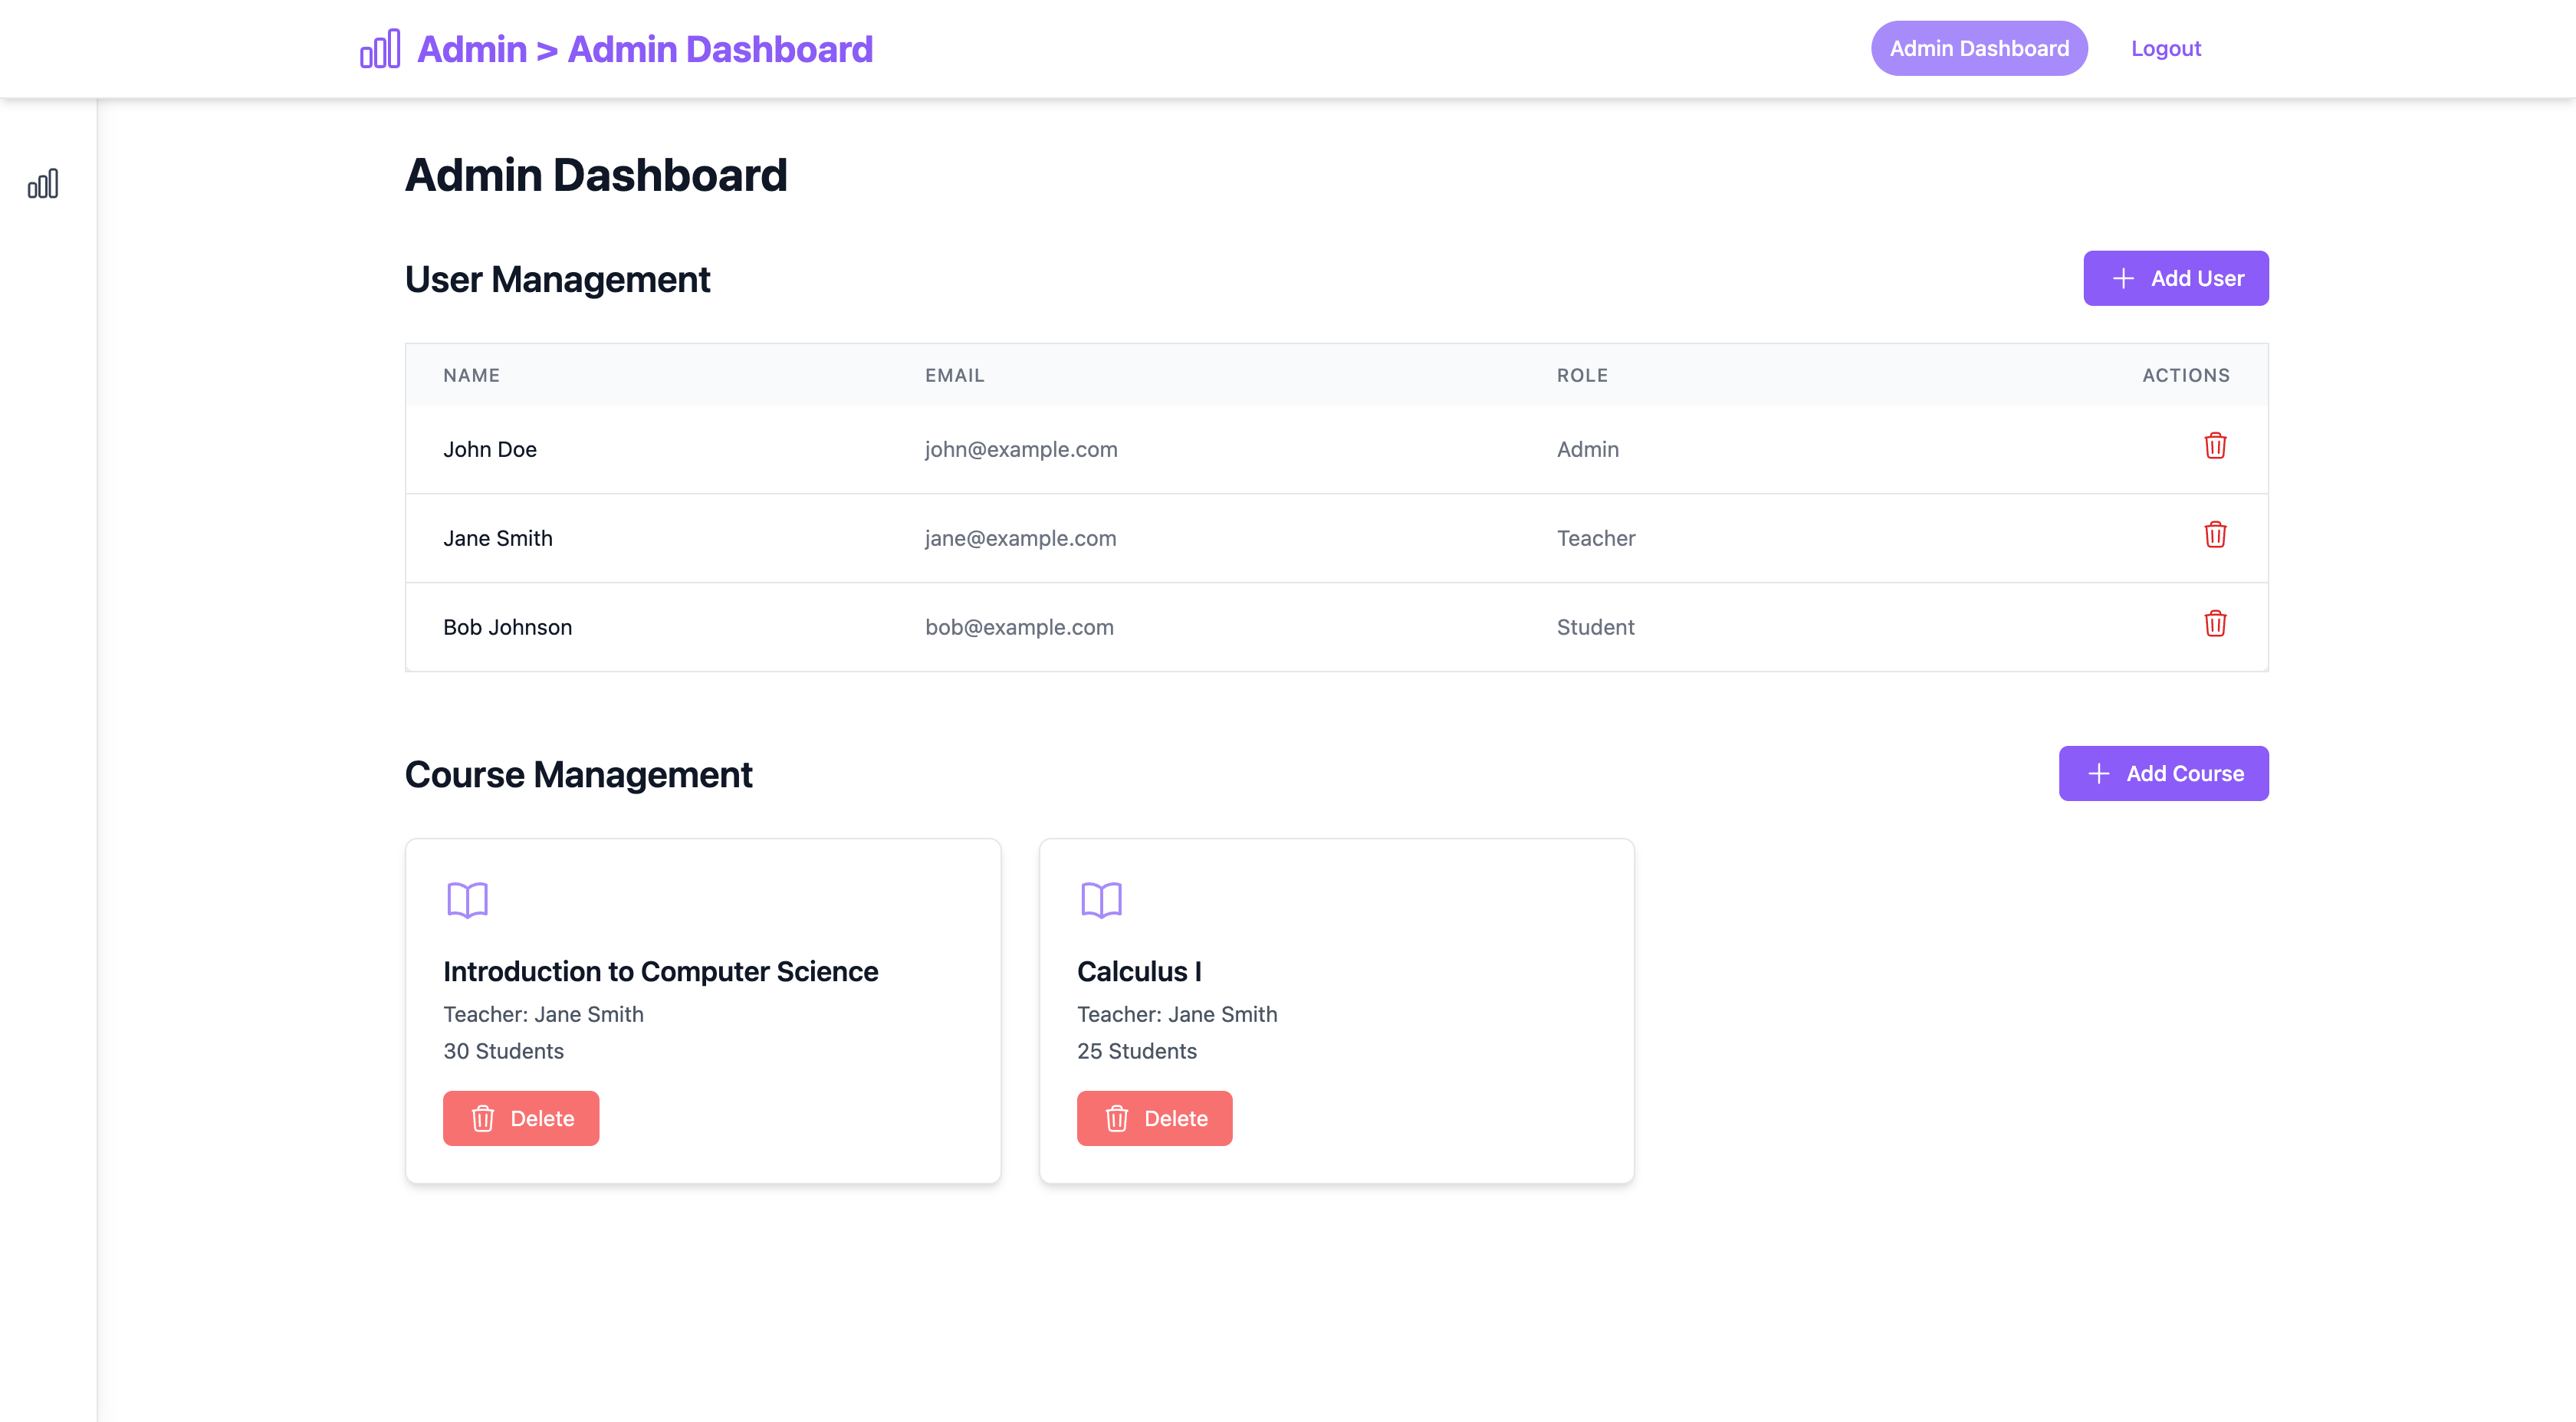 Admin > Admin Dashboard
Admin Dashboard
Logout
Admin Dashboard
User Management
Add User
NAME EMAIL ROLE ACTIONS
John Doe john@example.com Admin
Jane Smith jane@example.com Teacher
Bob Johnson bob@example.com Student
Course Management
Add Course
Introduction to Computer Science
Teacher: Jane Smith
30 Students
Delete
Calculus I
Teacher: Jane Smith
25 Students
Delete